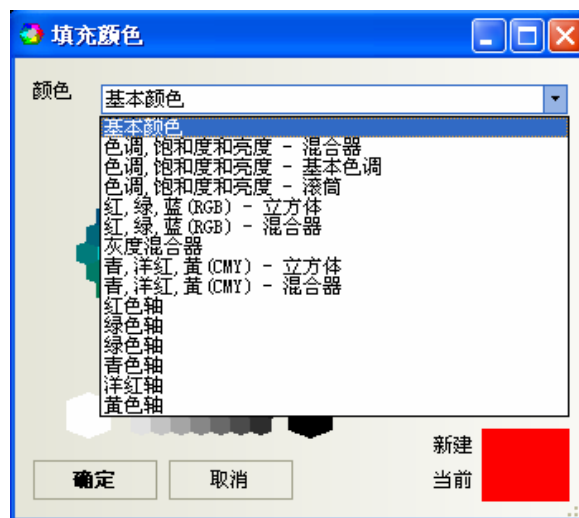 填充颜色
颜色
基本颜色
基本颜色
色调,饱和度和亮度 - 混合器
色调,饱和度和亮度 - 基本色调
色调,饱和度和亮度 - 滚筒
红,绿,蓝(RGB) - 立方体
红,绿,蓝(RGB) - 混合器
灰度混合器
青,洋红,黄(CMY) - 立方体
青,洋红,黄(CMY) - 混合器
红色轴
绿色轴
绿色轴
青色轴
洋红轴
黄色轴
新建
确定 取消 当前